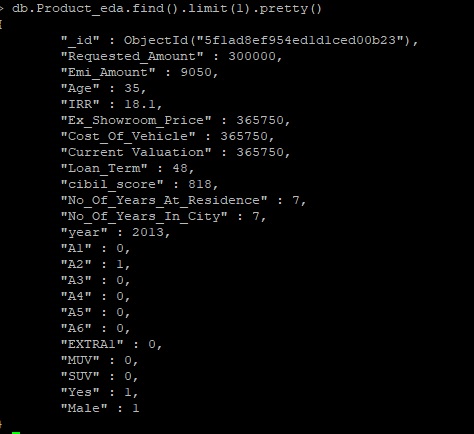 > db.Product_eda.find().limit(1).pretty()
{
"_id" : ObjectId("5f1ad8ef954ed1d1ced00b23"),
"Requested_Amount" : 300000,
"Emi_Amount" : 9050,
"Age" : 35,
"IRR" : 18.1,
"Ex_Showroom_Price" : 365750,
"Cost_Of_Vehicle" : 365750,
"Current Valuation" : 365750,
"Loan_Term" : 48,
"cibil_score" : 818,
"No_Of_Years_At_Residence" : 7,
"No_Of_Years_In_City" : 7,
"year" : 2013,
"A1" : 0,
"A2" : 1,
"A3" : 0,
"A4" : 0,
"A5" : 0,
"A6" : 0,
"EXTRA1" : 0,
"MUV" : 0,
"SUV" : 0,
"Yes" : 1,
"Male" : 1
}